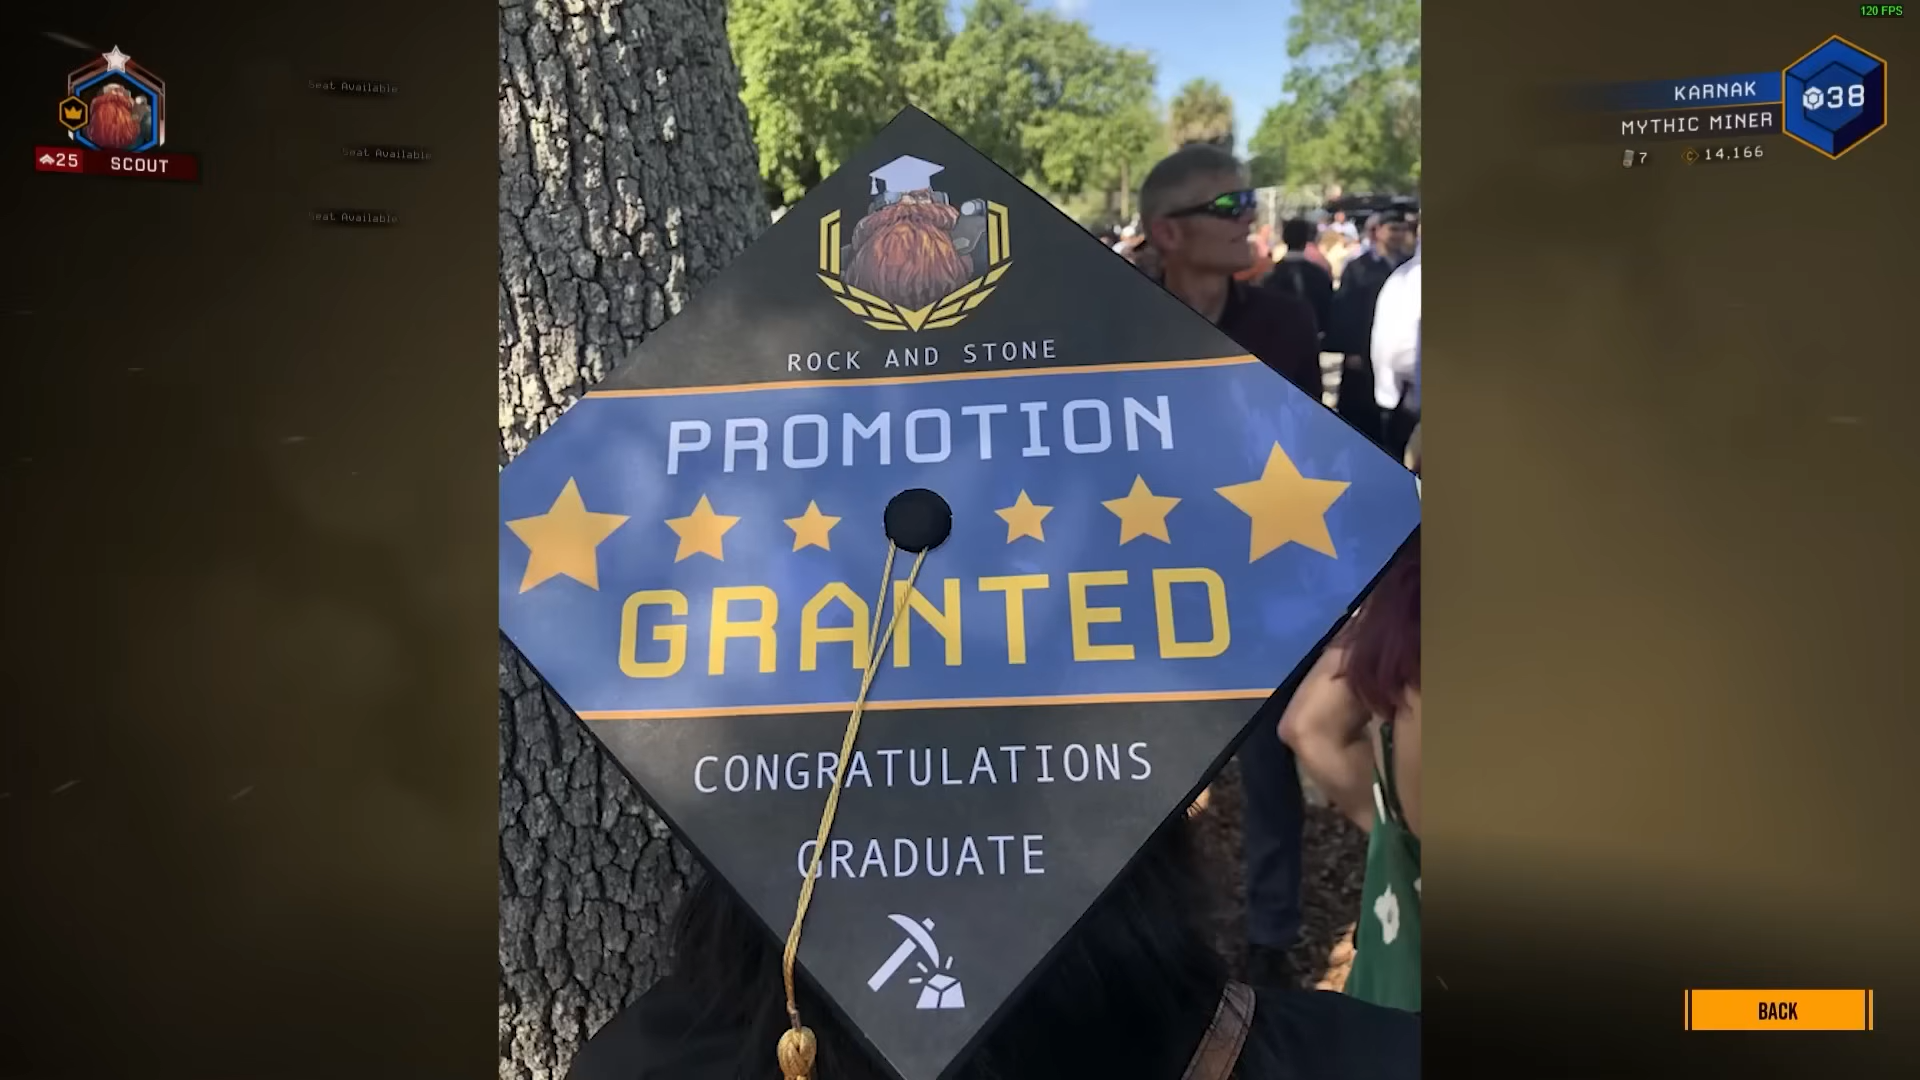 120 FPS
25 SCOUT
Seat Available
Seat Available
Seat Available
KARNAK
MYTHIC MINER
7 C 14,166
38
ROCK AND STONE
PROMOTION
GRANTED
CONGRATULATIONS
GRADUATE
BACK